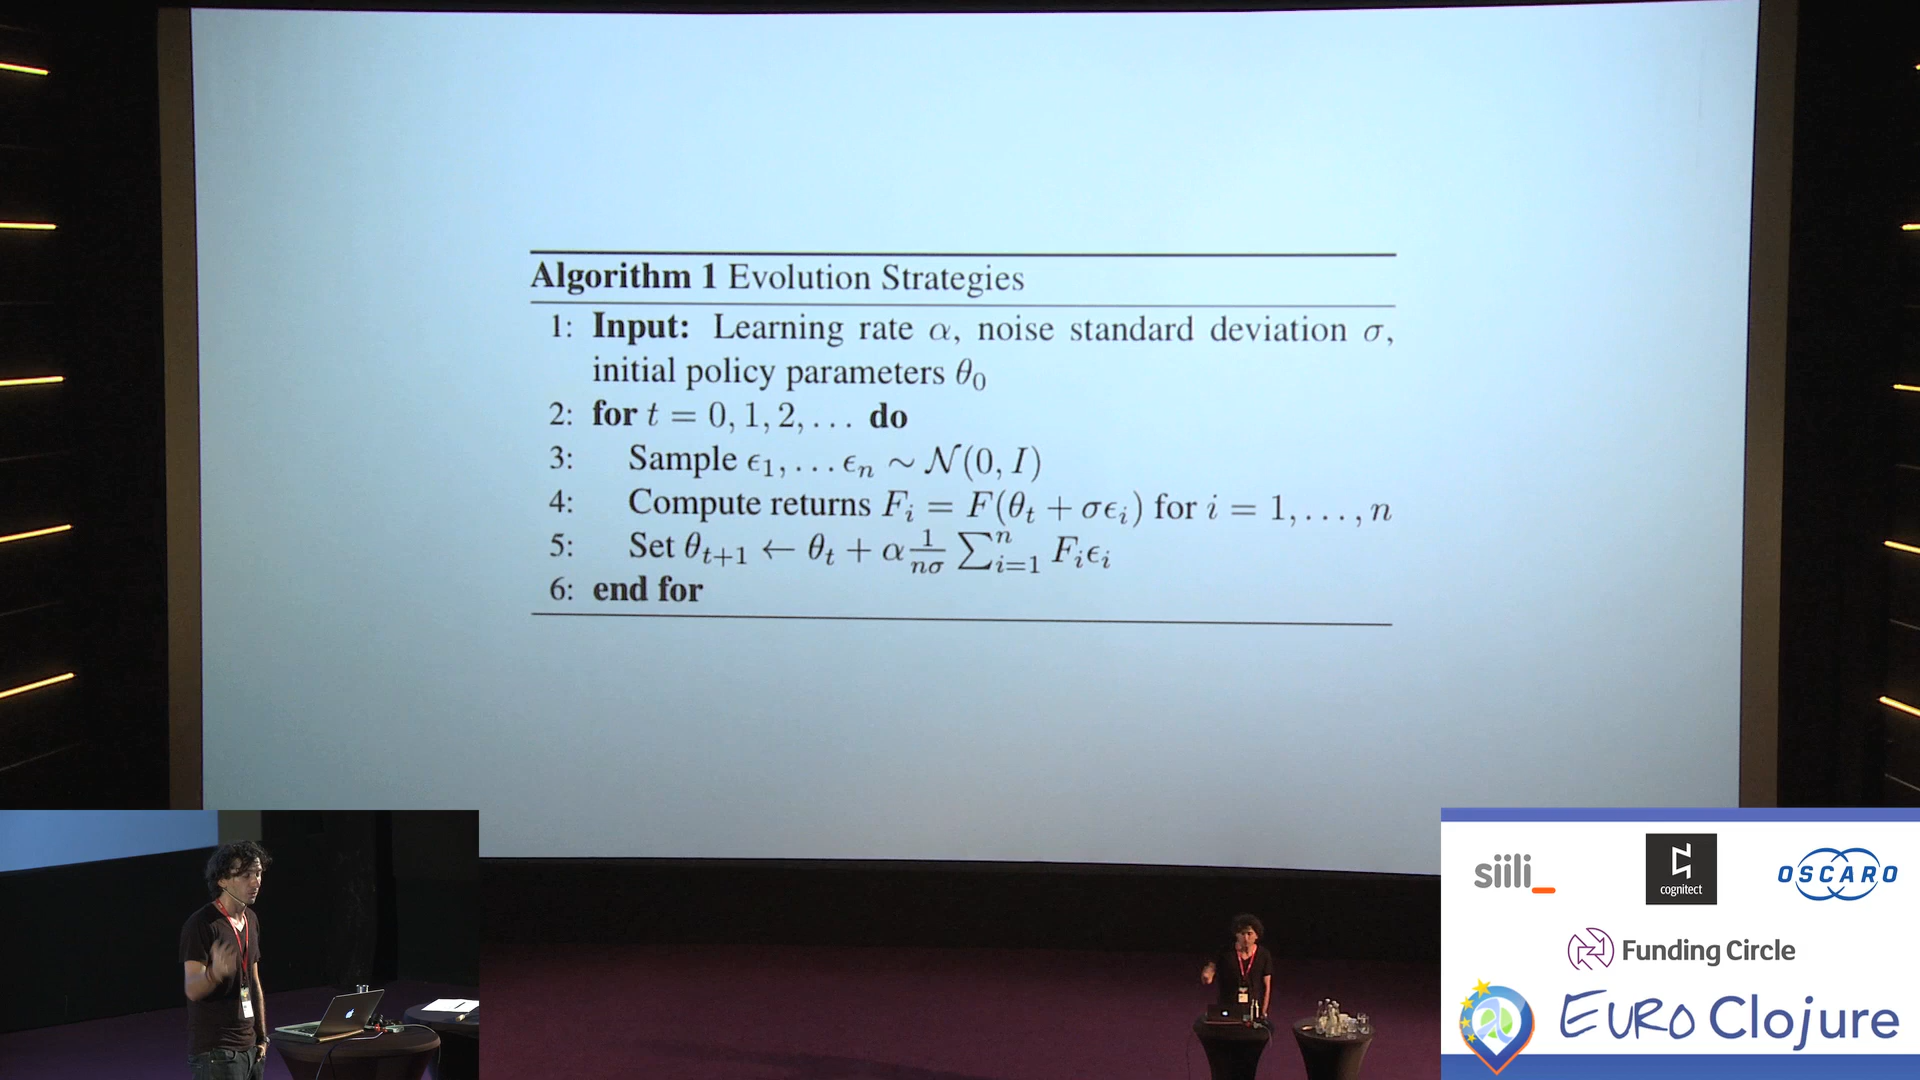 Algorithm 1 Evolution Strategies
1: Input: Learning rate α, noise standard deviation σ,
initial policy parameters θ₀
2: for t = 0, 1, 2, . . . do
3: Sample ϵ₁, . . . ϵₙ ∼ 𝒩(0, I)
4: Compute returns Fᵢ = F(θₜ + σϵᵢ) for i = 1, . . . , n
5: Set θₜ₊₁ ← θₜ + α 1/(nσ) ∑ⁿᵢ₌₁ Fᵢϵᵢ
6: end for
siili_
cognitect
OSCARO
Funding Circle
EURO Clojure